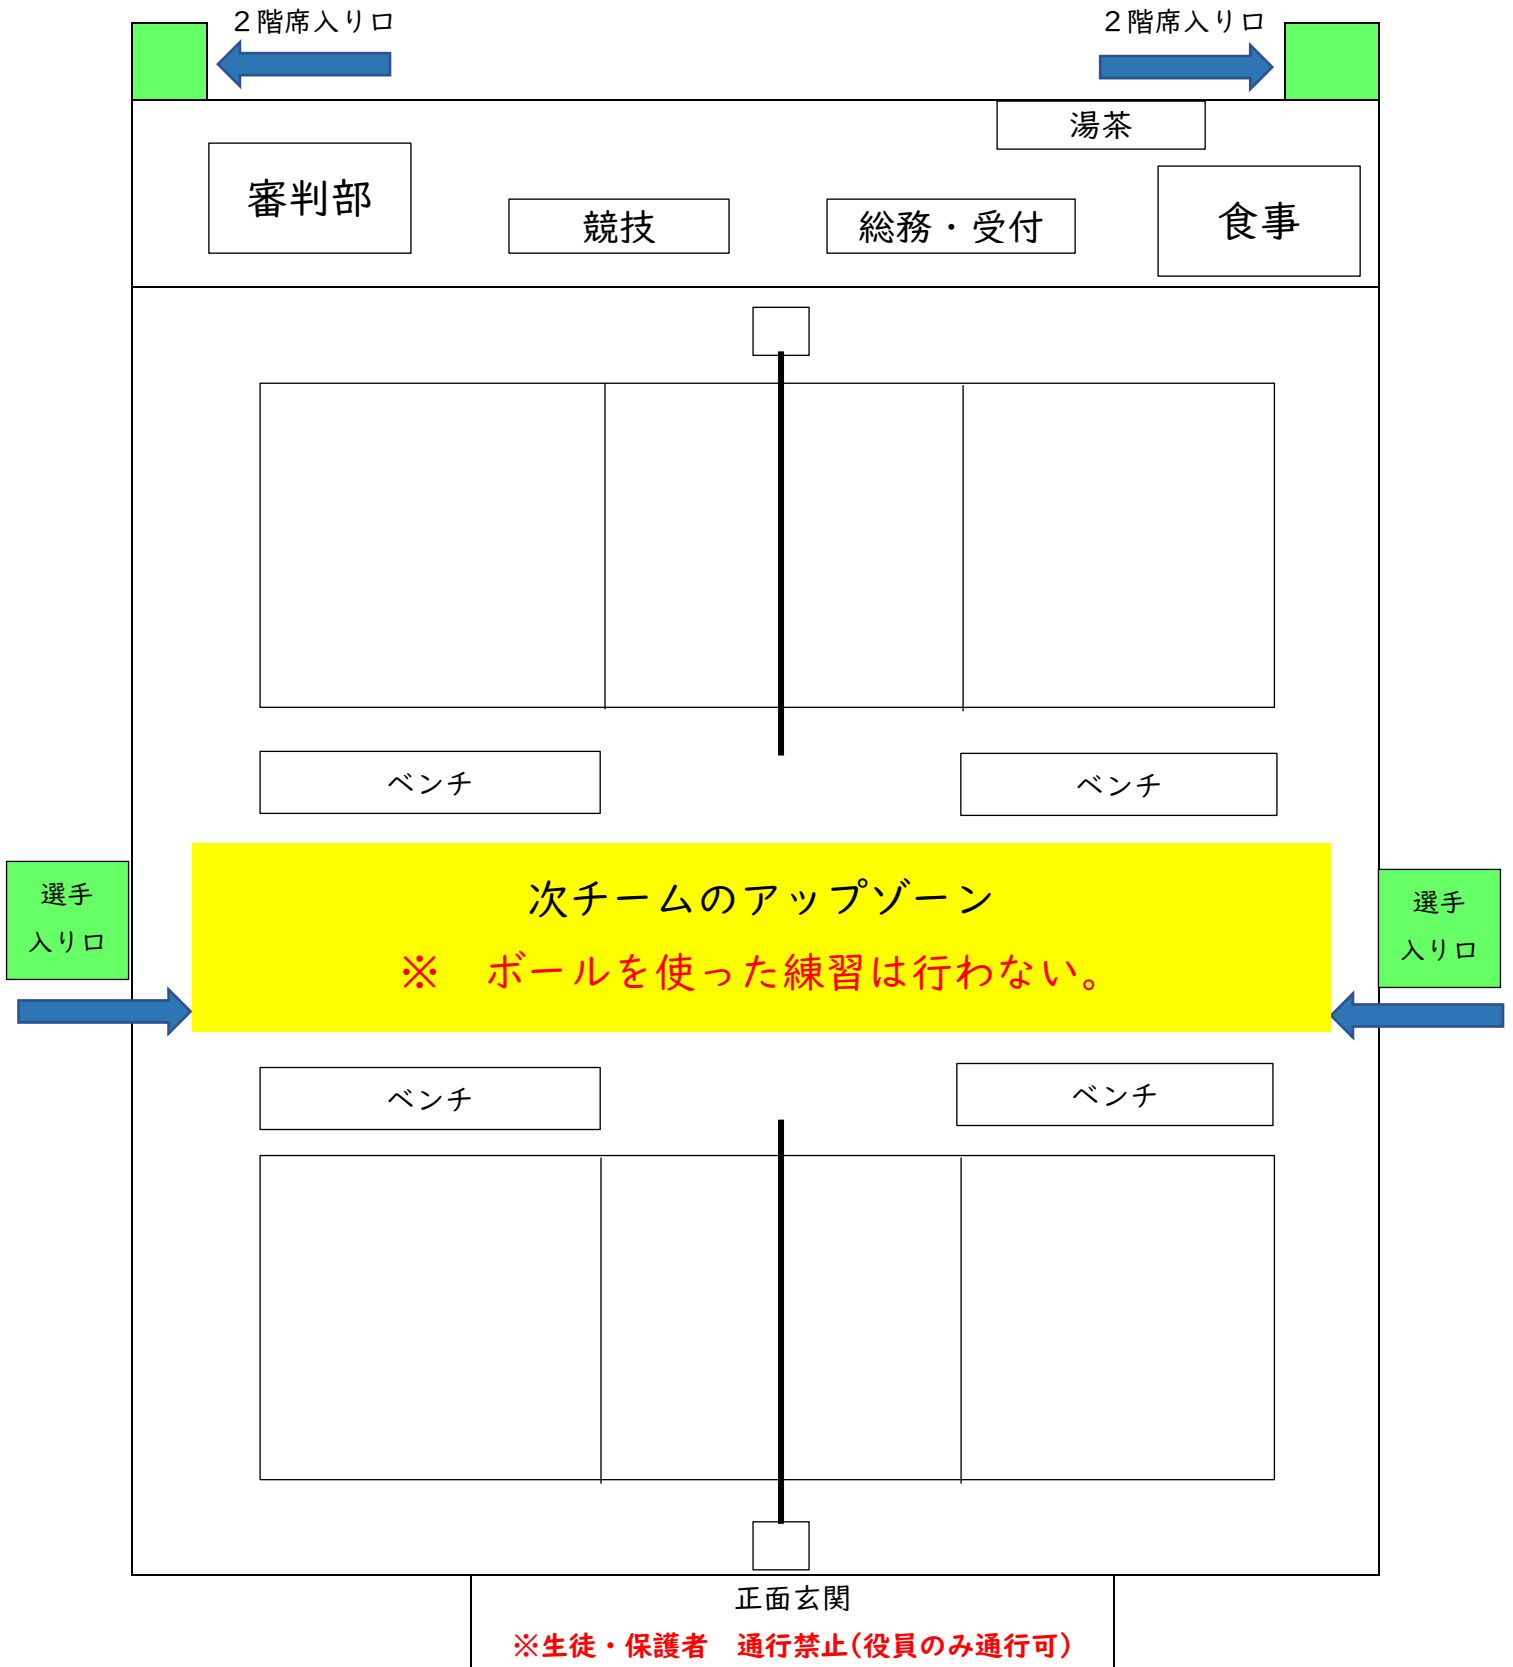 ２階席入り口
２階席入り口
湯茶
審判部
競技
総務・受付
食事
ベンチ
ベンチ
選手
入り口
次チームのアップゾーン
※　ボールを使った練習は行わない。
選手
入り口
ベンチ
ベンチ
正面玄関
※生徒・保護者　通行禁止(役員のみ通行可)